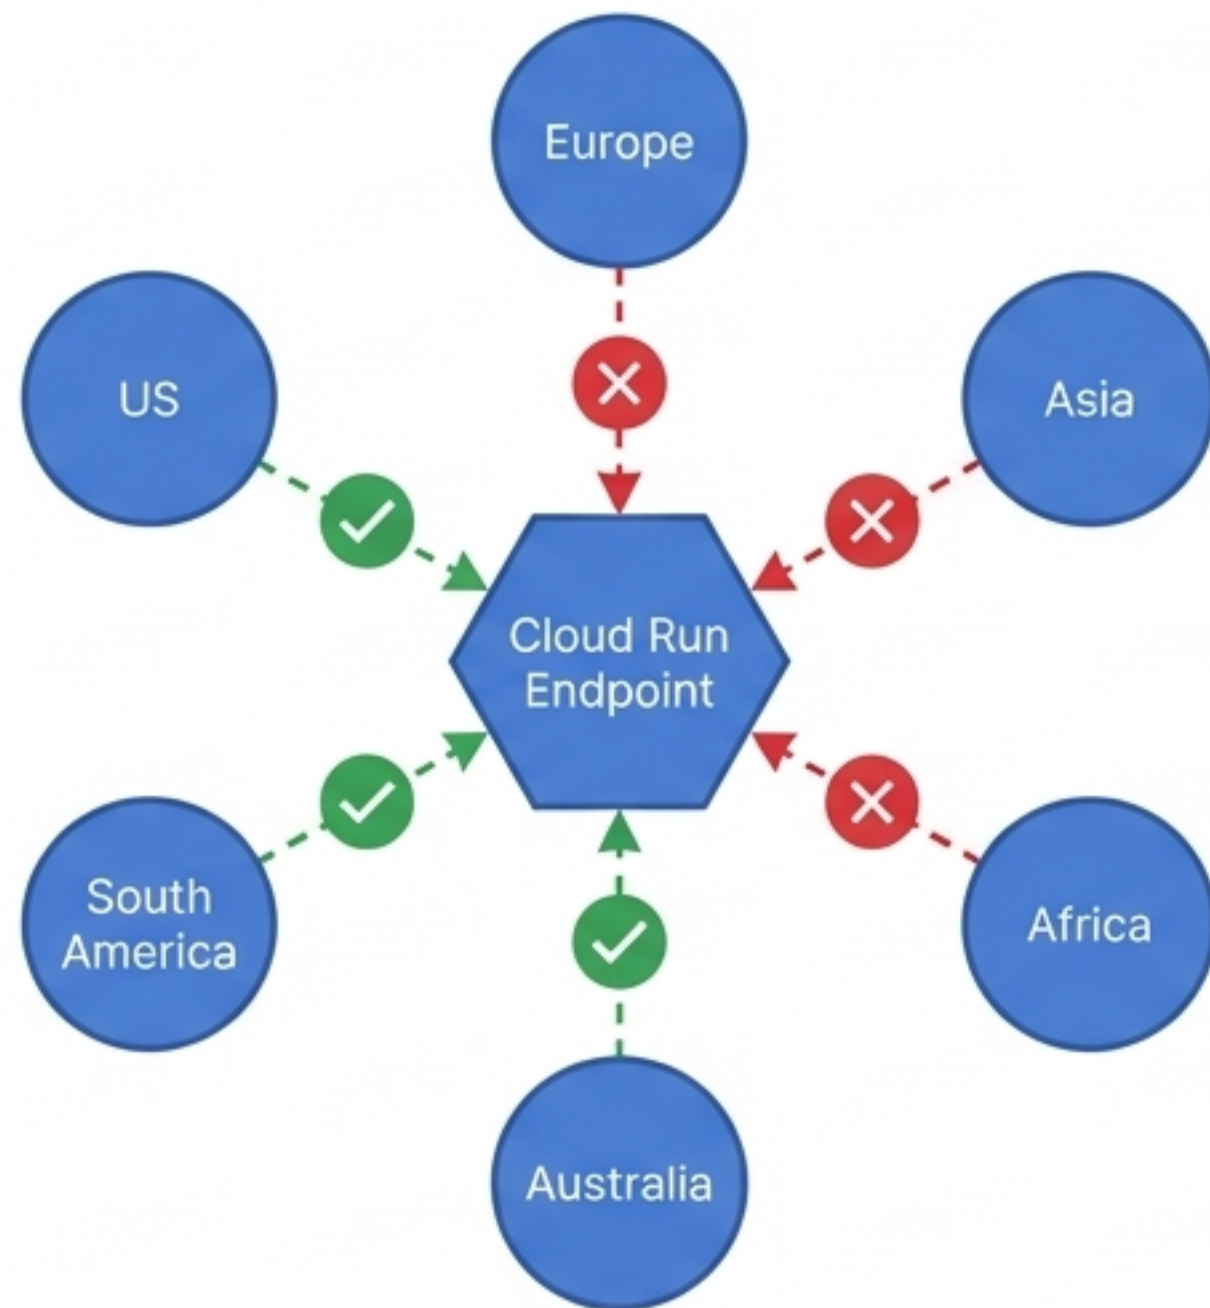 Europe
US
Asia
Cloud Run
Endpoint
South
America
Africa
Australia